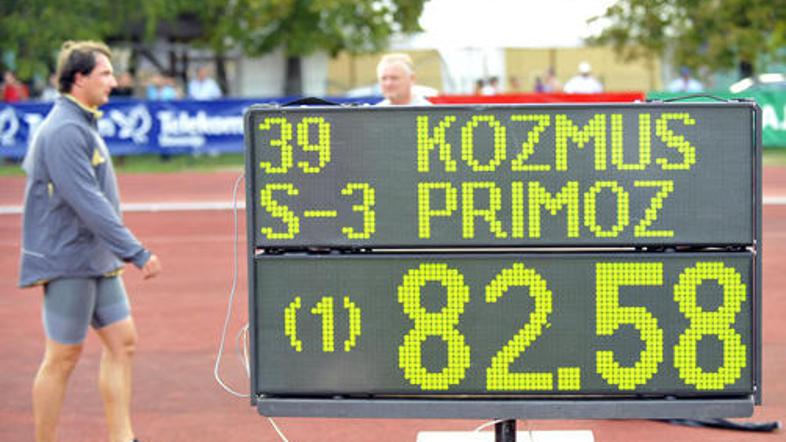 39 KOZMUS
S-3 PRIMOZ
(1) 82.58
Telekom